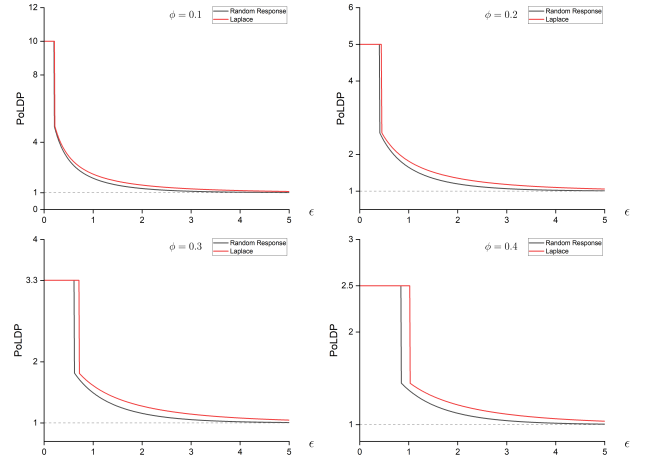 12
ϕ = 0.1
Random Response
Laplace
10
8
PoLDP
4
1
0
0 1 2 3 4 5 ϵ
6
ϕ = 0.2
Random Response
Laplace
5
4
PoLDP
2
1
0 1 2 3 4 5 ϵ
4
ϕ = 0.3
Random Response
Laplace
3.3
PoLDP
2
1
0 1 2 3 4 5 ϵ
3
ϕ = 0.4
Random Response
Laplace
2.5
2
PoLDP
1
0 1 2 3 4 5 ϵ